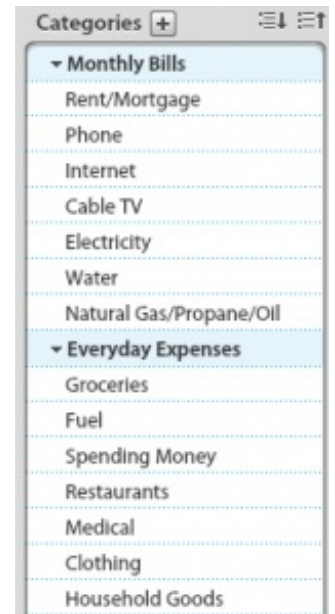 Categories
Monthly Bills
Rent/Mortgage
Phone
Internet
Cable TV
Electricity
Water
Natural Gas/Propane/Oil
Everyday Expenses
Groceries
Fuel
Spending Money
Restaurants
Medical
Clothing
Household Goods